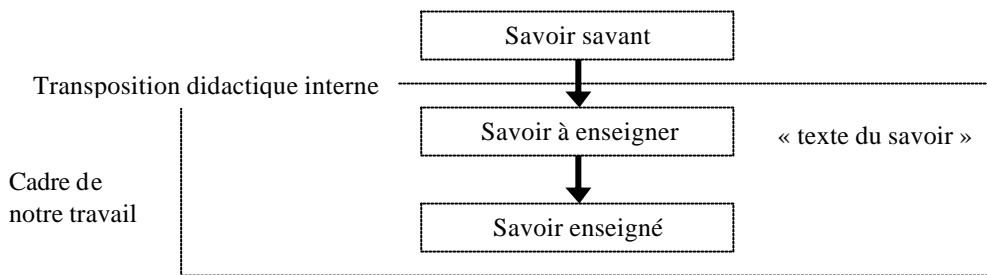 Savoir savant
Transposition didactique interne
Savoir à enseigner
« texte du savoir »
Cadre de
notre travail
Savoir enseigné